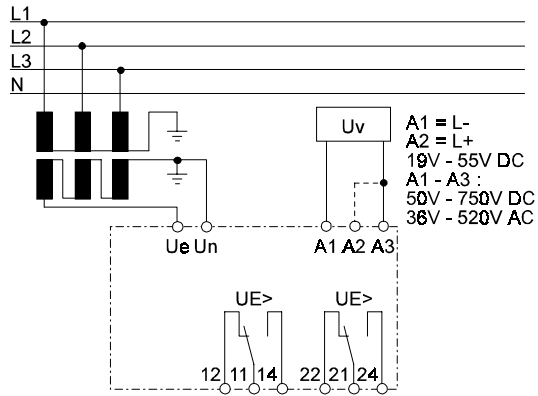 L1
L2
L3
N
Uv
A1 = L-
A2 = L+
19V - 55V DC
A1 - A3 :
50V - 750V DC
36V - 520V AC
Ue Un A1 A2 A3
UE> UE>
12 11 14 22 21 24